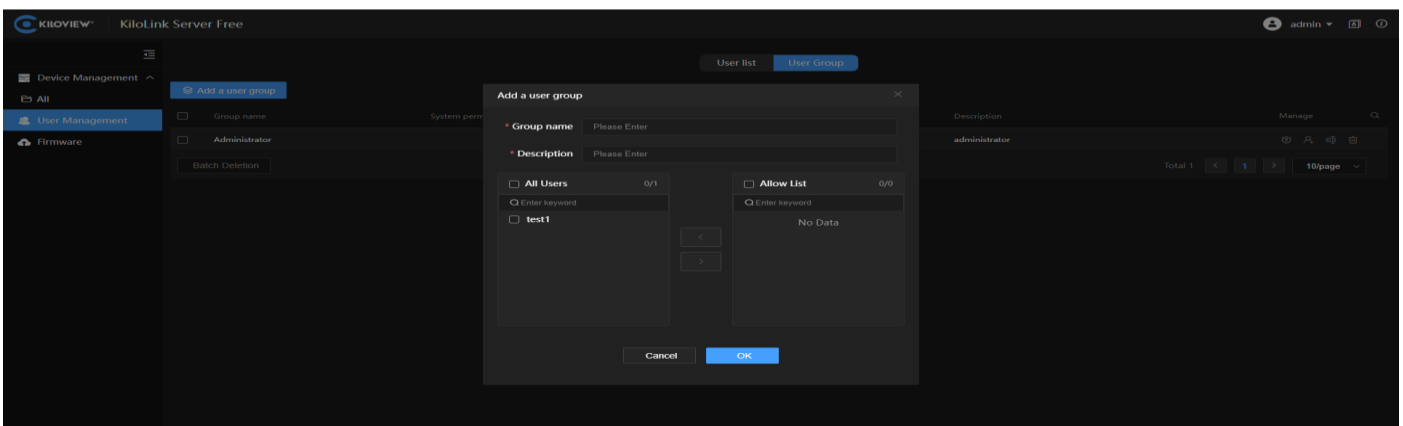 KILOVIEW KiloLink Server Free admin
User list User Group
Device Management
Add a user group
All
User Management
Firmware
Group name System perm Description Manage
Administrator administrator
Batch Deletion Total 1 < 1 > 10/page
Add a user group
* Group name Please Enter
* Description Please Enter
All Users 0/1 Allow List 0/0
Enter keyword Enter keyword
test1 No Data
<
>
Cancel OK